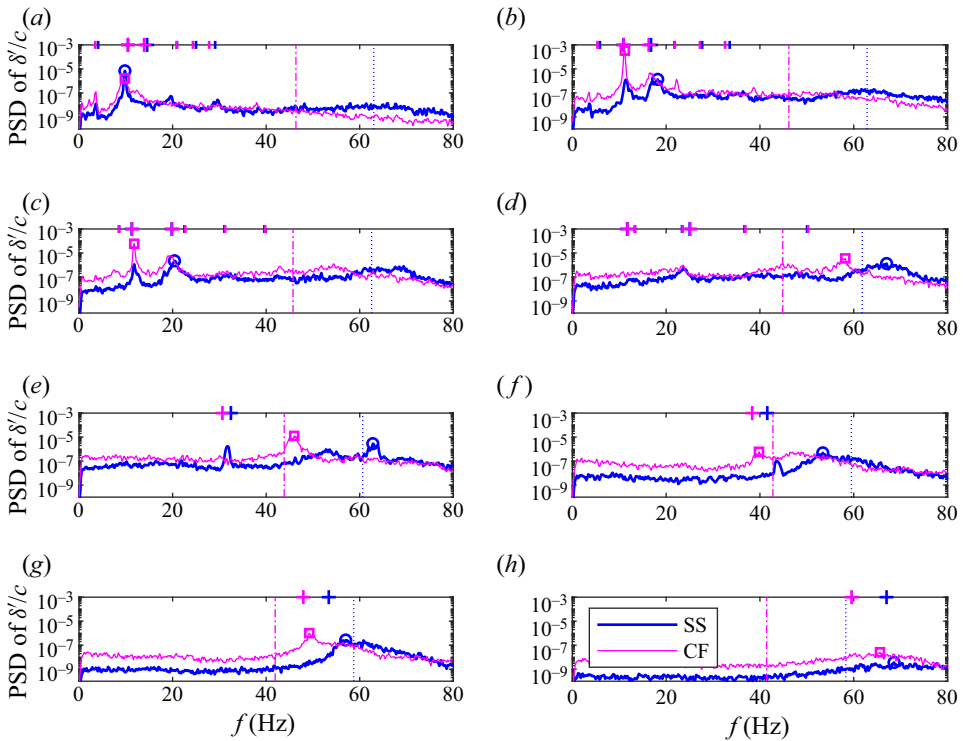 (a) (b)
PSD of δ′/c 10⁻³ 10⁻⁵ 10⁻⁷ 10⁻⁹ 0 20 40 60 80
10⁻³ 10⁻⁵ 10⁻⁷ 10⁻⁹ 0 20 40 60 80
(c) (d)
PSD of δ′/c 10⁻³ 10⁻⁵ 10⁻⁷ 10⁻⁹ 0 20 40 60 80
10⁻³ 10⁻⁵ 10⁻⁷ 10⁻⁹ 0 20 40 60 80
(e) (f)
PSD of δ′/c 10⁻³ 10⁻⁵ 10⁻⁷ 10⁻⁹ 0 20 40 60 80
10⁻³ 10⁻⁵ 10⁻⁷ 10⁻⁹ 0 20 40 60 80
(g) (h)
PSD of δ′/c 10⁻³ 10⁻⁵ 10⁻⁷ 10⁻⁹ 0 20 40 60 80
f (Hz)
10⁻³ 10⁻⁵ 10⁻⁷ 10⁻⁹ 0 20 40 60 80
SS
CF
f (Hz)